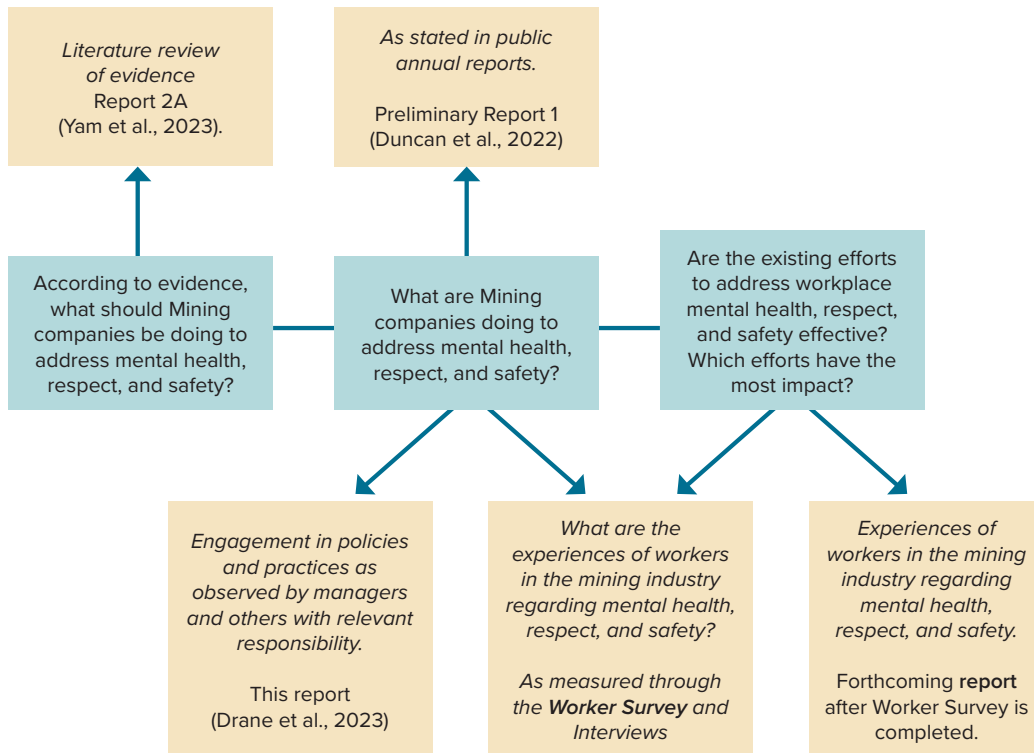 Literature review
of evidence
Report 2A
(Yam et al., 2023).
As stated in public
annual reports.
Preliminary Report 1
(Duncan et al., 2022)
According to evidence,
what should Mining
companies be doing to
address mental health,
respect, and safety?
What are Mining
companies doing to
address mental health,
respect, and safety?
Are the existing efforts
to address workplace
mental health, respect,
and safety effective?
Which efforts have the
most impact?
Engagement in policies
and practices as
observed by managers
and others with relevant
responsibility.
This report
(Drane et al., 2023)
What are the
experiences of workers
in the mining industry
regarding mental health,
respect, and safety?
As measured through
the Worker Survey and
Interviews
Experiences of
workers in the mining
industry regarding
mental health,
respect, and safety.
Forthcoming report
after Worker Survey is
completed.